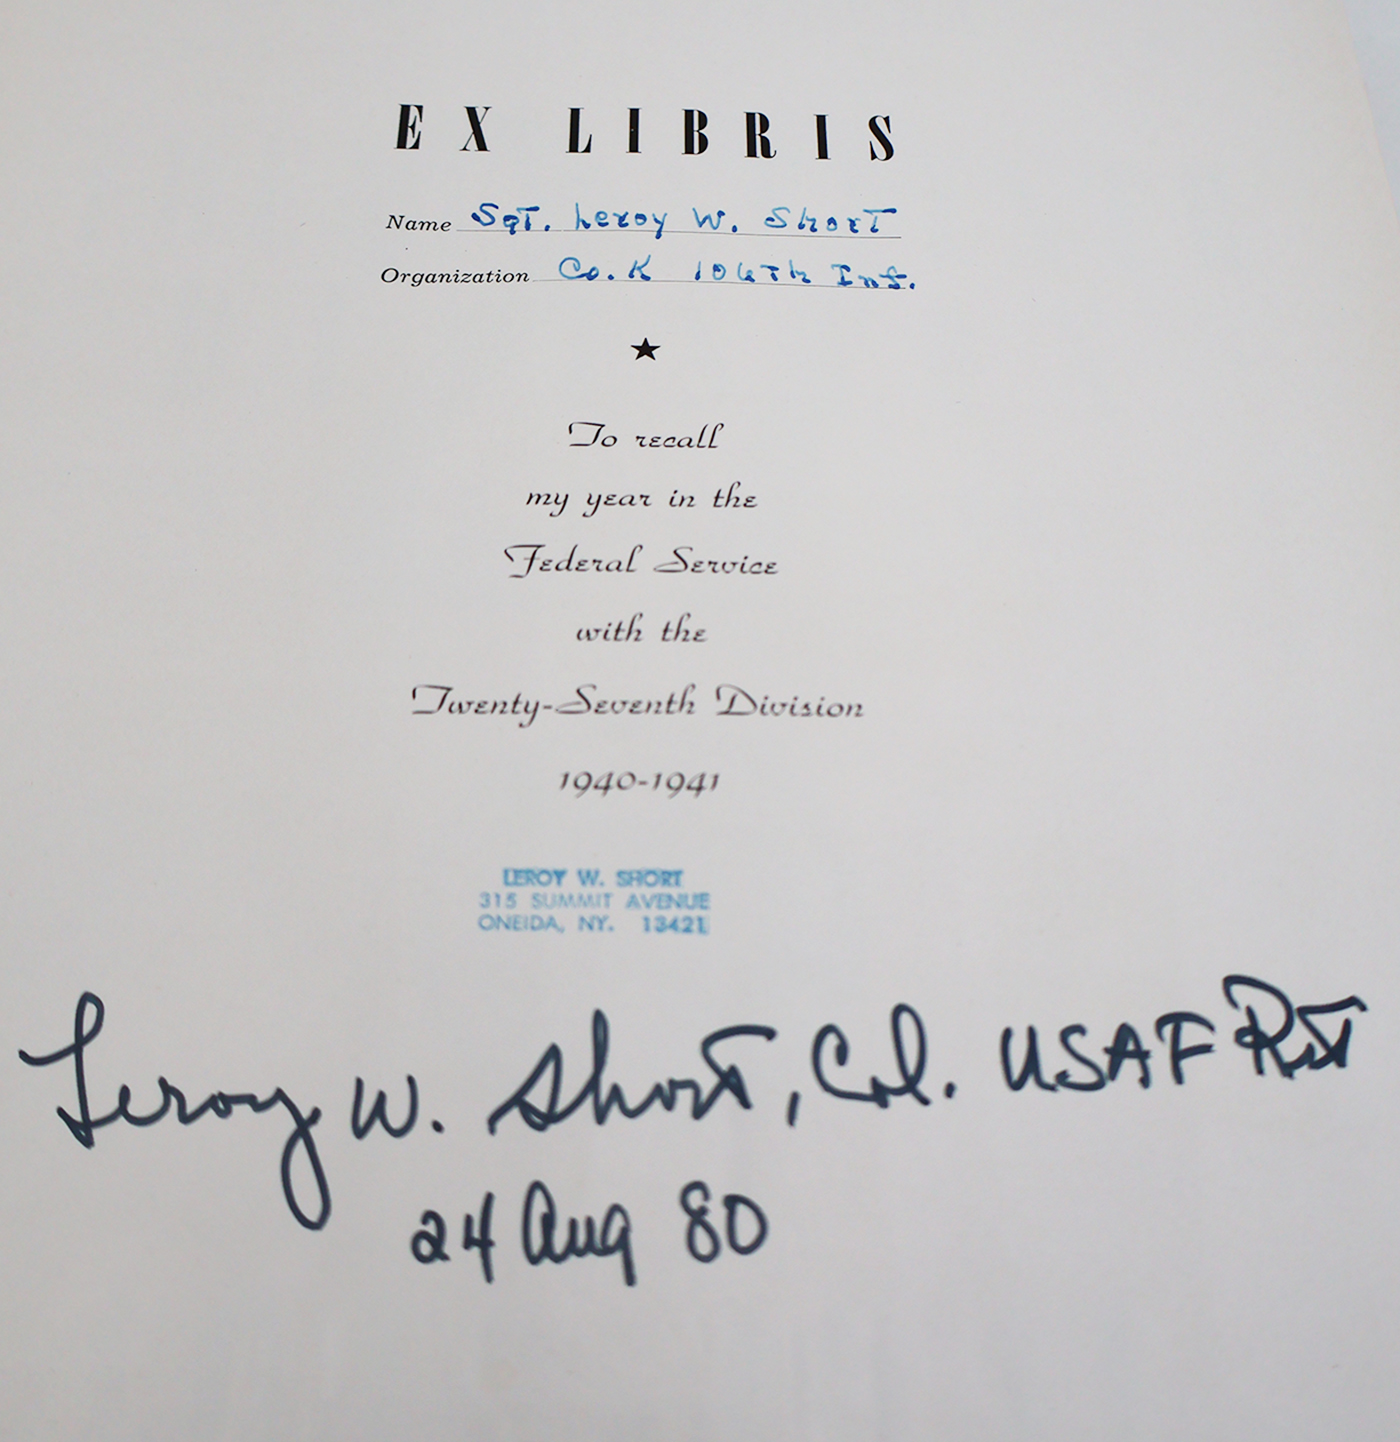 EX LIBRIS
Name Sgt. Leroy W. Short
Organization Co. K 106th Inf.
★
To recall
my year in the
Federal Service
with the
Twenty-Seventh Division
1940-1941
LEROY W. SHORT
315 SUMMIT AVENUE
ONEIDA, NY. 13421
Leroy W. Short, Col. USAF Ret
24 Aug 80